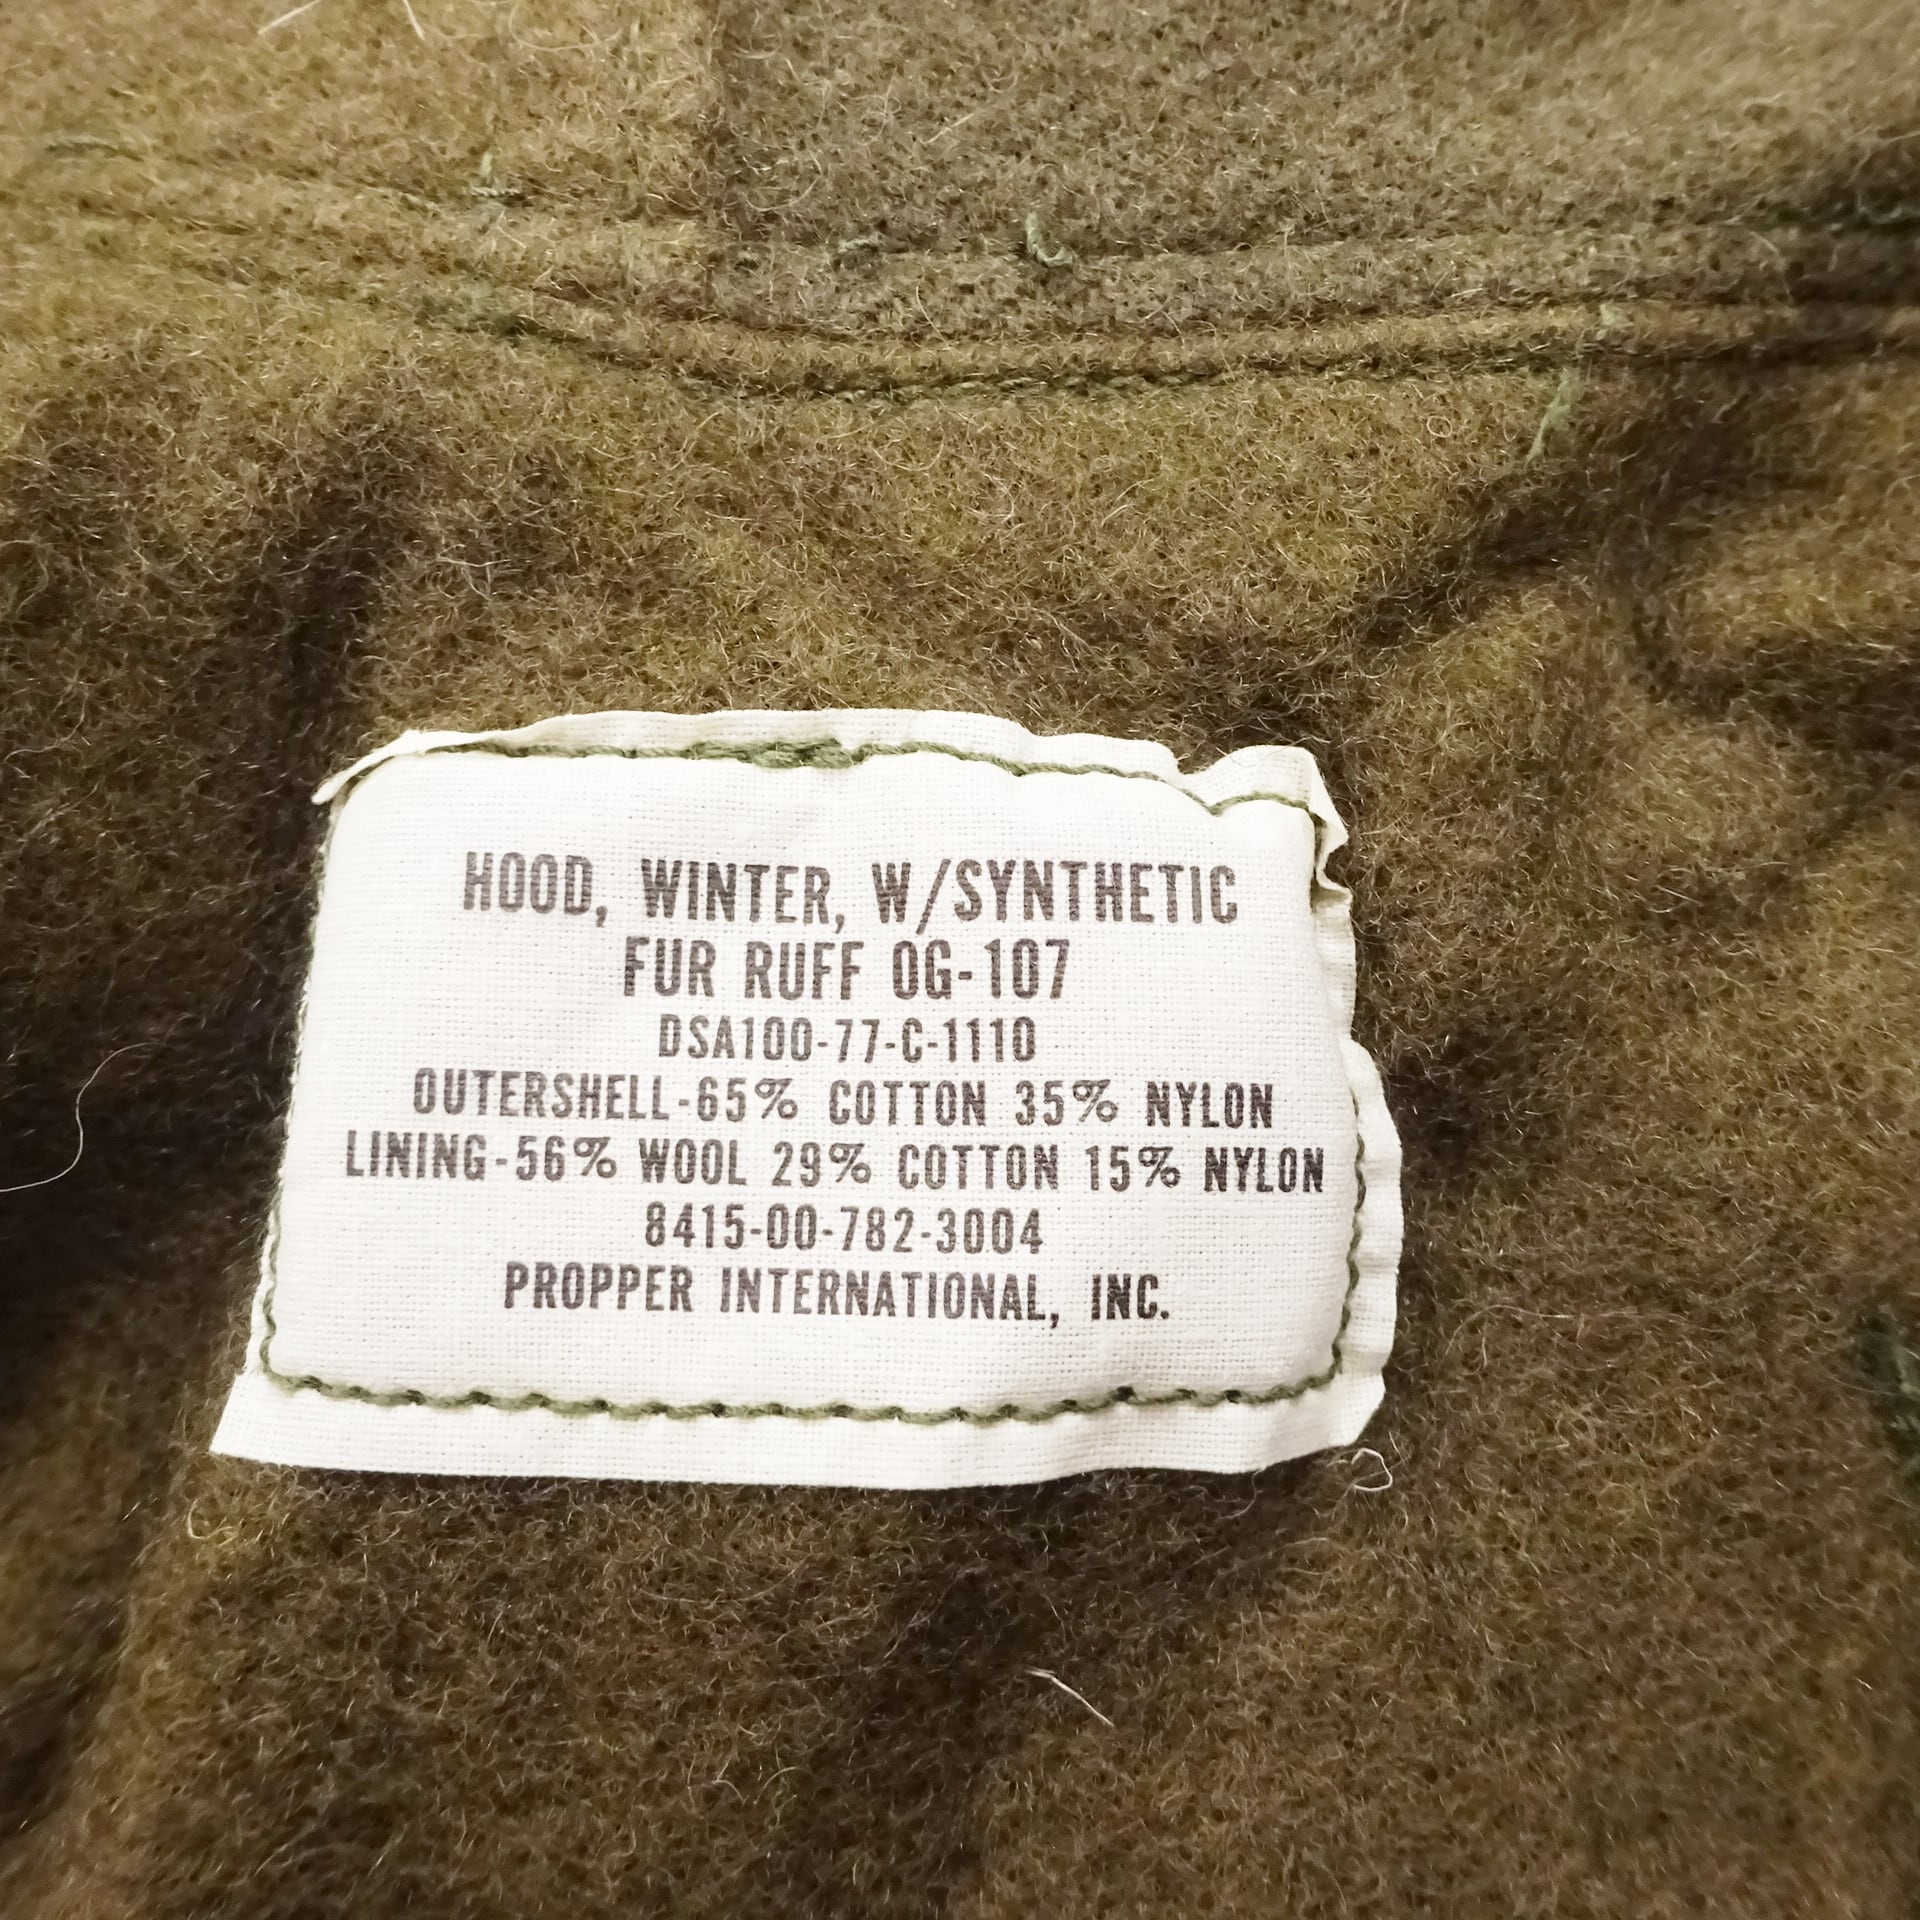 HOOD, WINTER, W/SYNTHETIC
FUR RUFF OG-107
DSA100-77-C-1110
OUTERSHELL-65% COTTON 35% NYLON
LINING-56% WOOL 29% COTTON 15% NYLON
8415-00-782-3004
PROPPER INTERNATIONAL, INC.